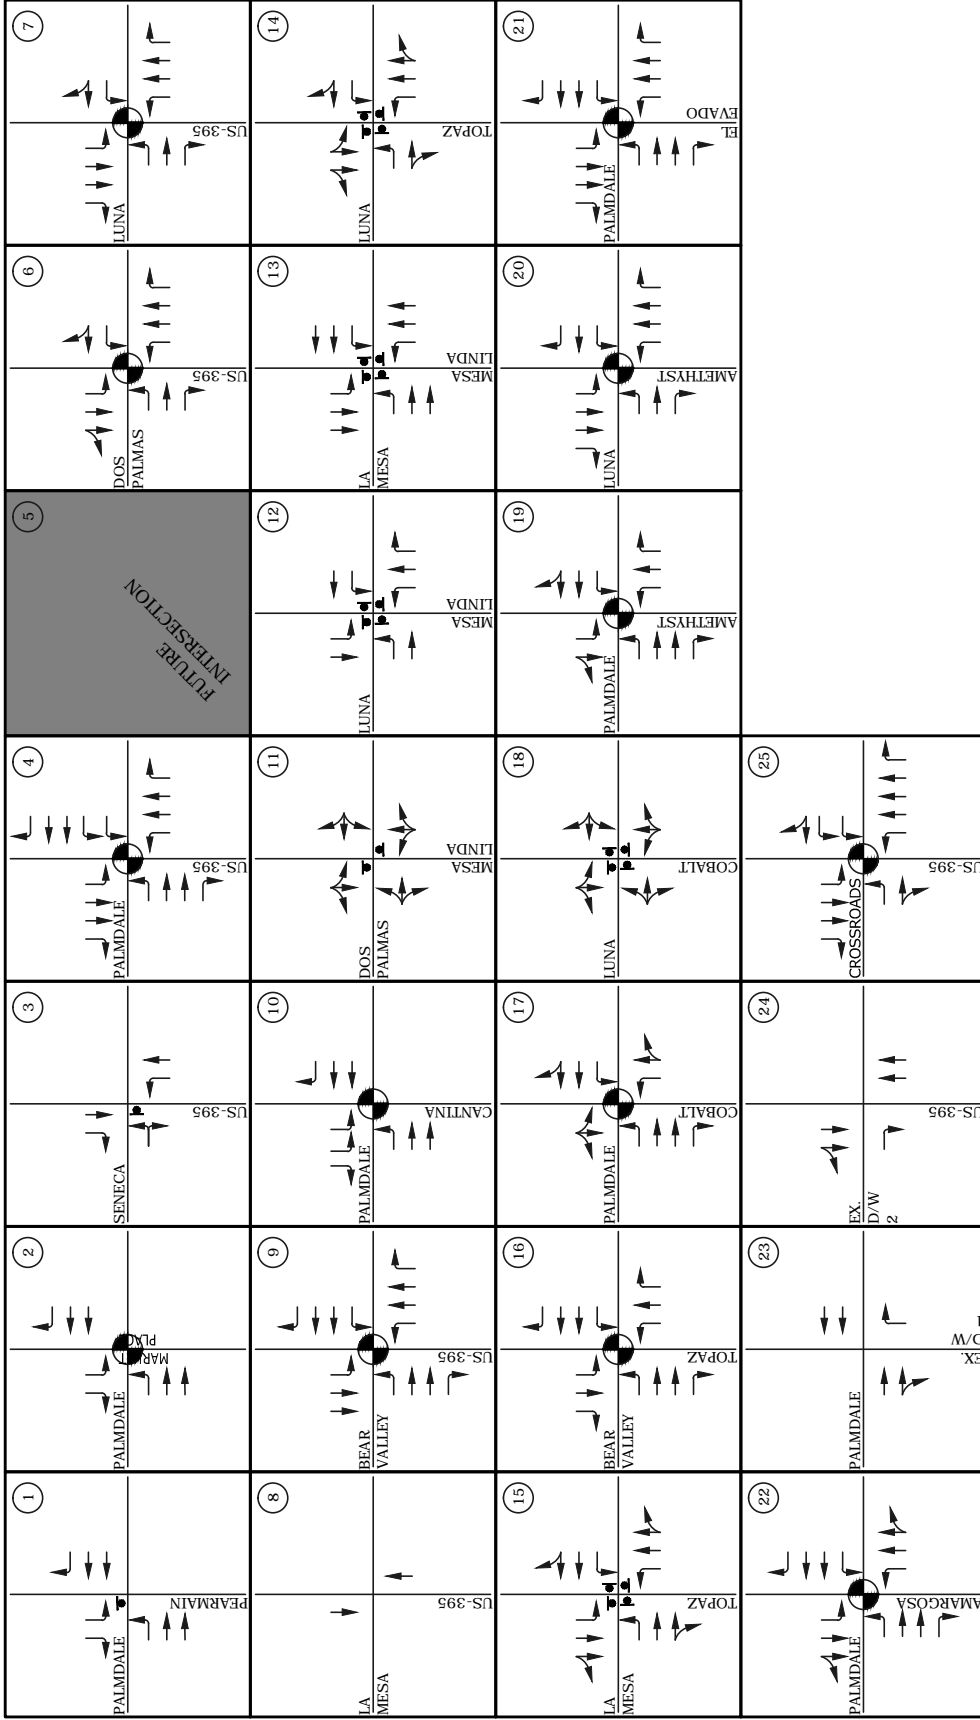 1
PALMDALE
PEARMAIN
2
PALMDALE
MARKET
PLAC
3
SENECA
US-395
4
PALMDALE
US-395
5
FUTURE
INTERSECTION
6
DOS
PALMAS
US-395
7
LUNA
US-395
8
LA
MESA
US-395
9
BEAR
VALLEY
US-395
10
PALMDALE
CANTINA
11
DOS
PALMAS
MESA
LINDA
12
LUNA
MESA
LINDA
13
LA
MESA
MESA
LINDA
14
LUNA
TOPAZ
15
LA
MESA
TOPAZ
16
BEAR
VALLEY
TOPAZ
17
PALMDALE
COBALT
18
LUNA
COBALT
19
PALMDALE
AMETHYST
20
LUNA
AMETHYST
21
PALMDALE
EL
EVADO
22
PALMDALE
AMARGOSA
23
PALMDALE
EX.
D/W
24
EX.
D/W
2
US-395
25
CROSSROADS
US-395